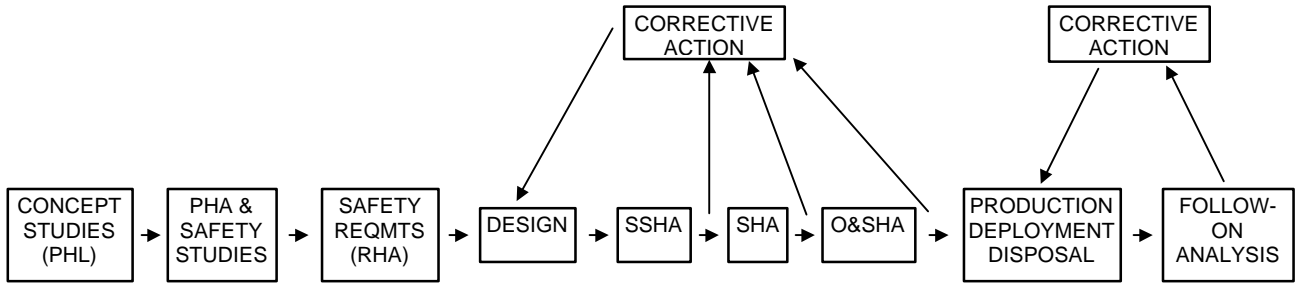 CORRECTIVE
ACTION
CORRECTIVE
ACTION
CONCEPT
STUDIES
(PHL)
PHA &
SAFETY
STUDIES
SAFETY
REQMTS
(RHA)
DESIGN
SSHA
SHA
O&SHA
PRODUCTION
DEPLOYMENT
DISPOSAL
FOLLOW-
ON
ANALYSIS